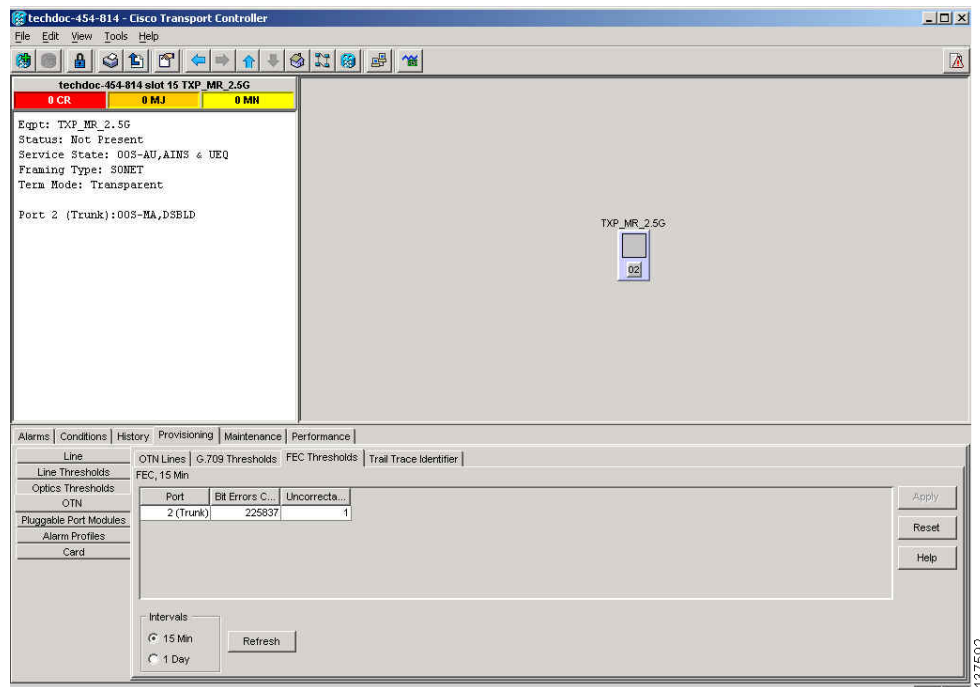 techdoc-454-814 - Cisco Transport Controller
File Edit View Tools Help
techdoc-454-814 slot 15 TXP_MR_2.5G
0 CR 0 MJ 0 MN
Eqpt: TXP_MR_2.5G
Status: Not Present
Service State: OOS-AU,AINS & UEQ
Framing Type: SONET
Term Mode: Transparent
Port 2 (Trunk):OOS-MA,DSBLD
TXP_MR_2.5G
02
Alarms Conditions History Provisioning Maintenance Performance
Line
Line Thresholds
Optics Thresholds
OTN
Pluggable Port Modules
Alarm Profiles
Card
OTN Lines G.709 Thresholds FEC Thresholds Trail Trace Identifier
FEC, 15 Min
Port Bit Errors C... Uncorrecta...
2 (Trunk) 225837 1
Apply
Reset
Help
Intervals
15 Min
1 Day
Refresh